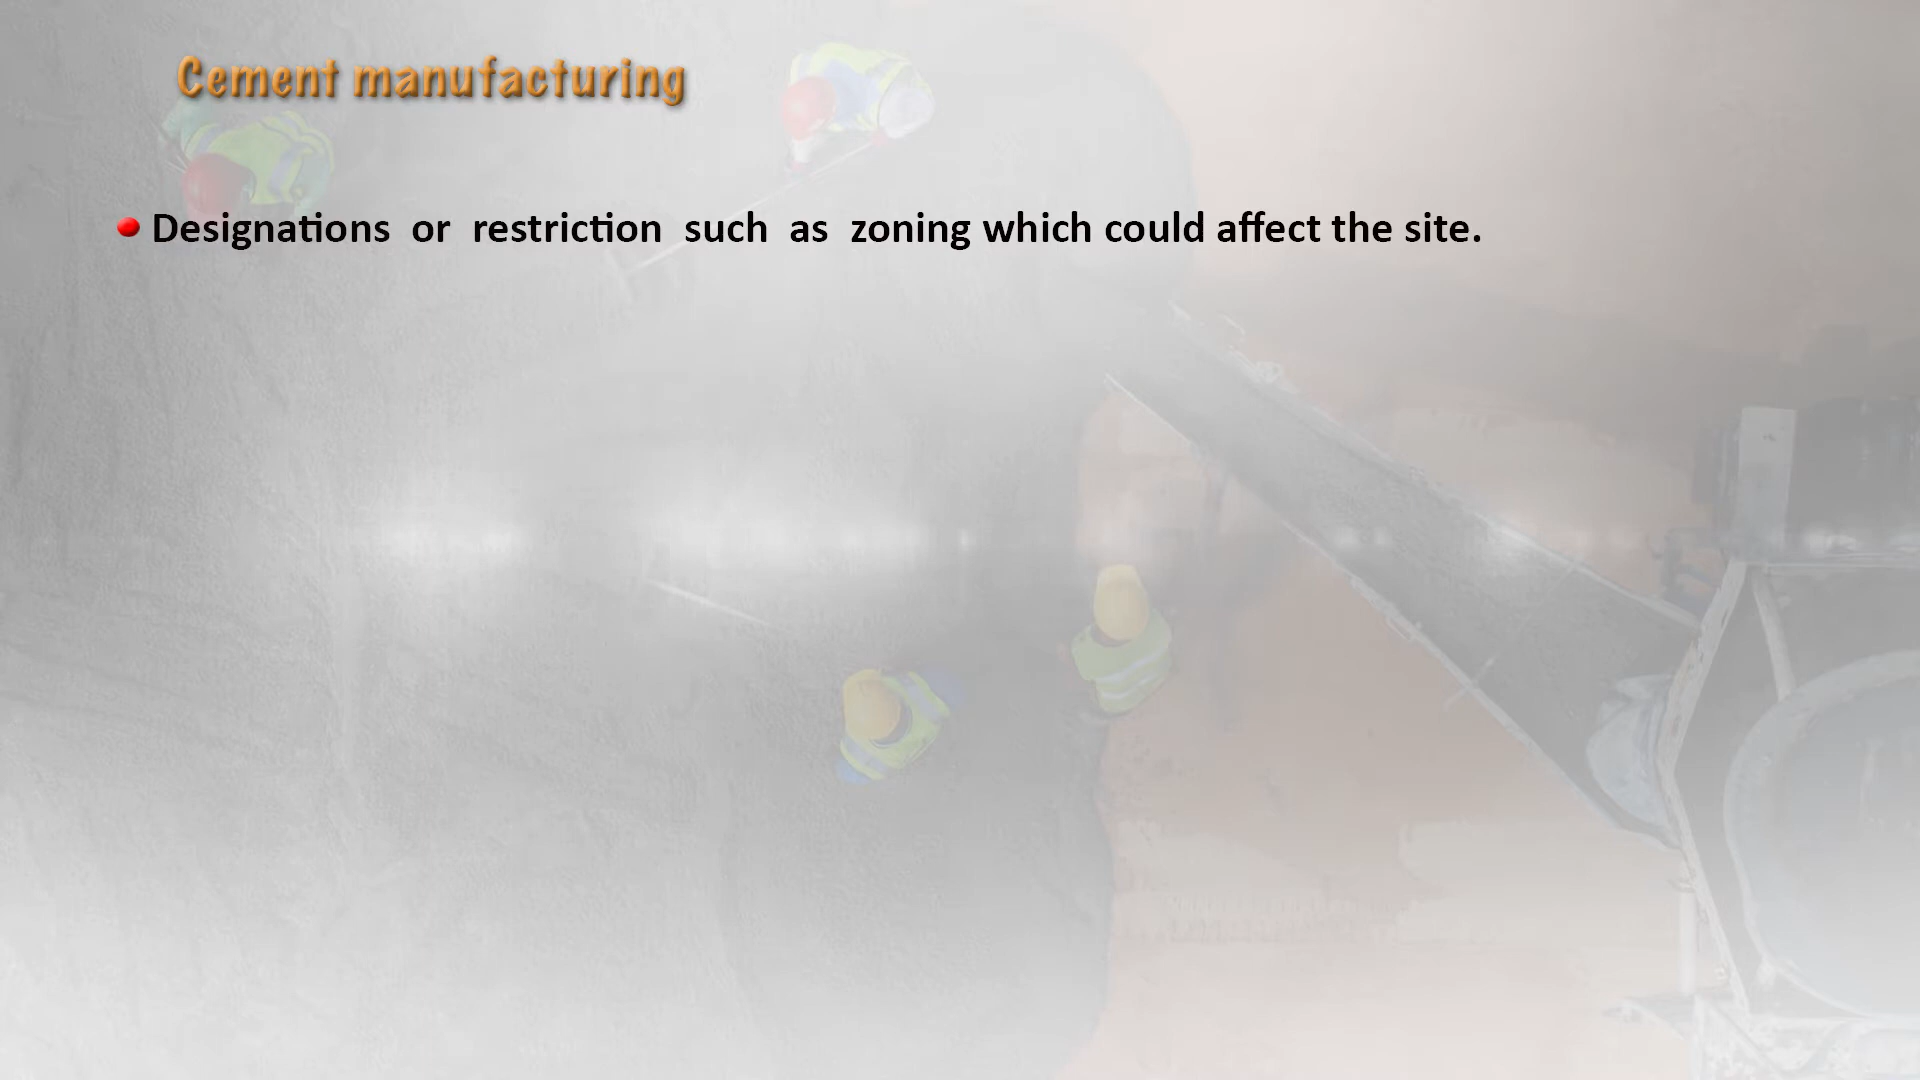 Cement manufacturing
Designations or restriction such as zoning which could affect the site.